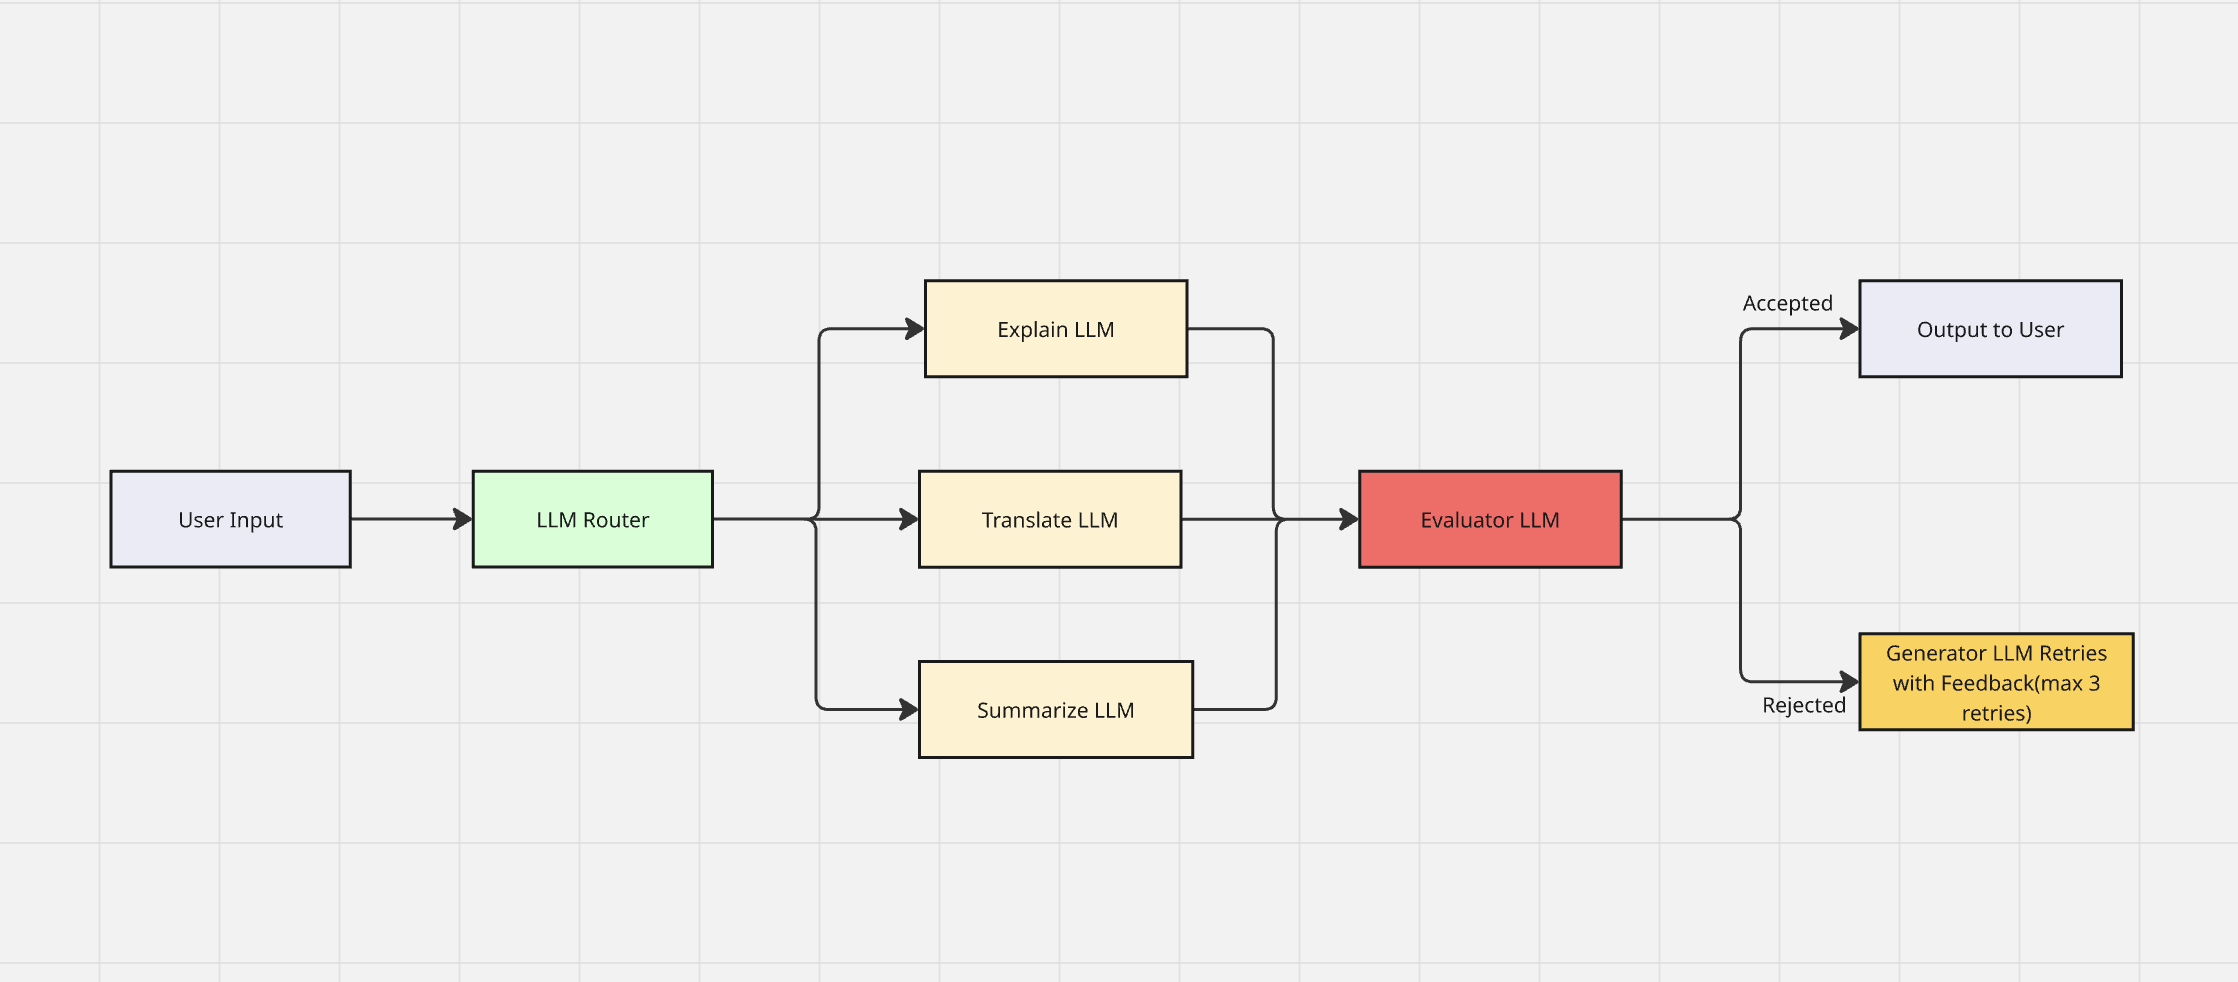 User Input
LLM Router
Explain LLM
Translate LLM
Summarize LLM
Evaluator LLM
Accepted
Output to User
Rejected
Generator LLM Retries
with Feedback(max 3
retries)